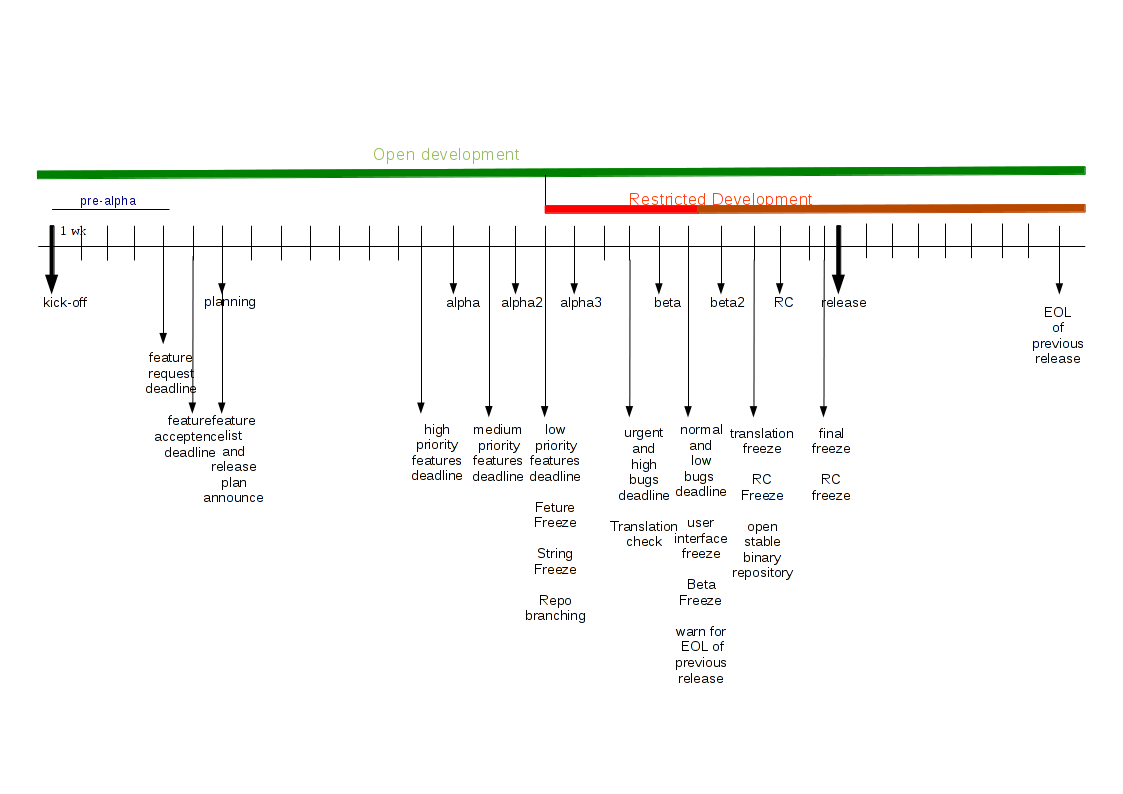 Open development
pre-alpha
Restricted Development
1 wk
kick-off
planning
alpha
alpha2
alpha3
beta
beta2
RC
release
EOL
of
previous
release
feature
request
deadline
feature
acceptence
deadline
feature
list
and
release
plan
announce
high
priority
features
deadline
medium
priority
features
deadline
low
priority
features
deadline
Feture
Freeze
String
Freeze
Repo
branching
urgent
and
high
bugs
deadline
Translation
check
normal
and
low
bugs
deadline
user
interface
freeze
Beta
Freeze
warn for
EOL of
previous
release
translation
freeze
RC
Freeze
open
stable
binary
repository
final
freeze
RC
freeze